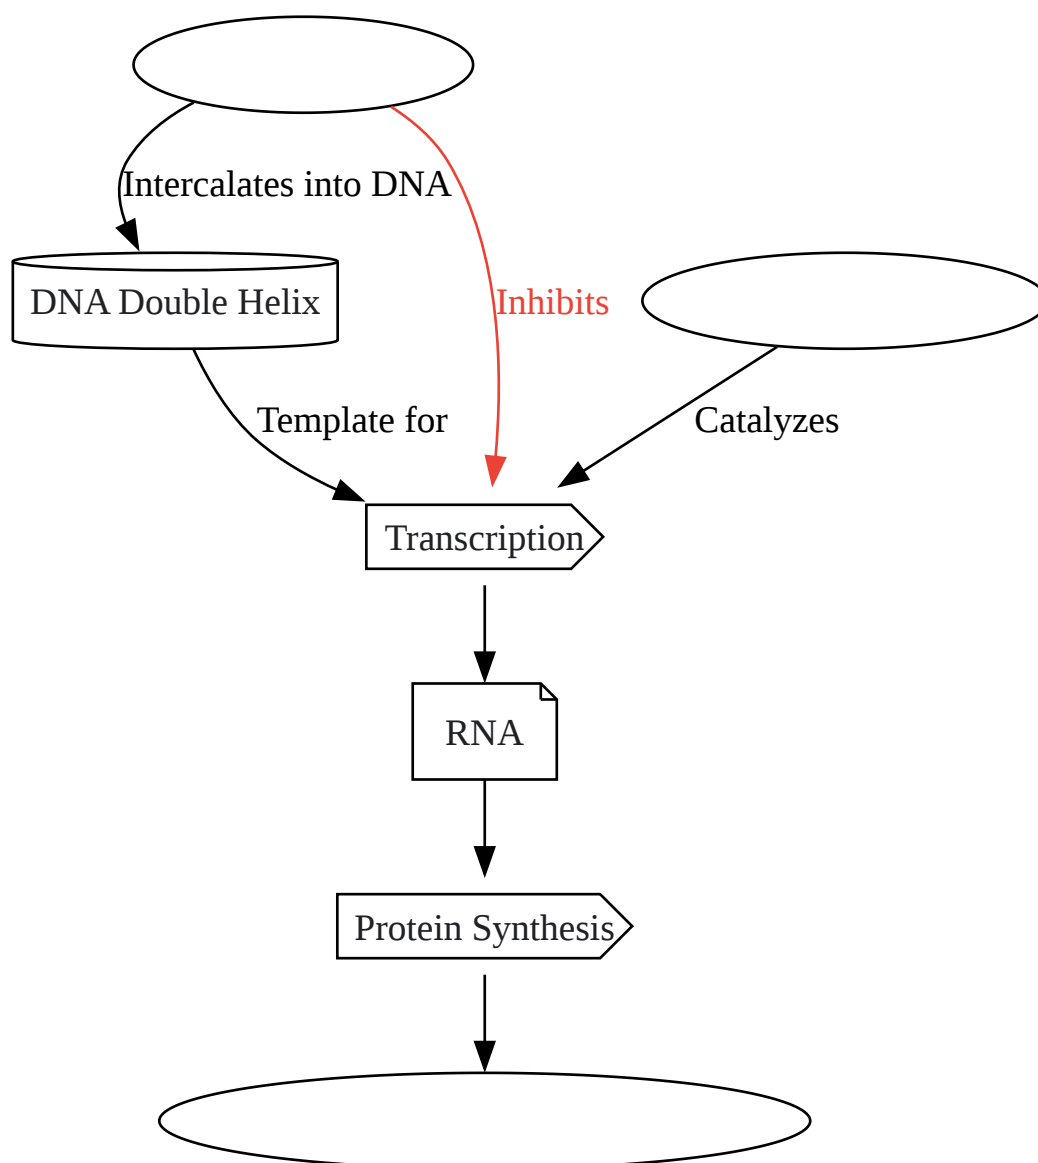 Intercalates into DNA
DNA Double Helix
Inhibits
Template for
Catalyzes
Transcription
RNA
Protein Synthesis